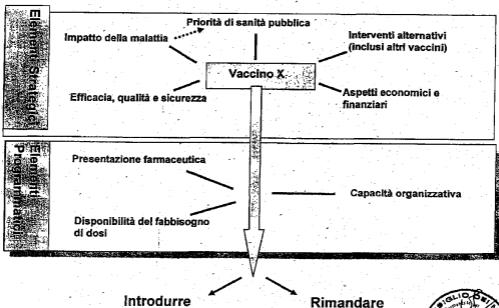 Elementi Strategici
Priorità di sanità pubblica
Impatto della malattia
Interventi alternativi
(inclusi altri vaccini)
Vaccino X
Efficacia, qualità e sicurezza
Aspetti economici e
finanziari
Elementi
Programmatici
Presentazione farmaceutica
Capacità organizzativa
Disponibilità del fabbisogno
di dosi
Introdurre
Rimandare